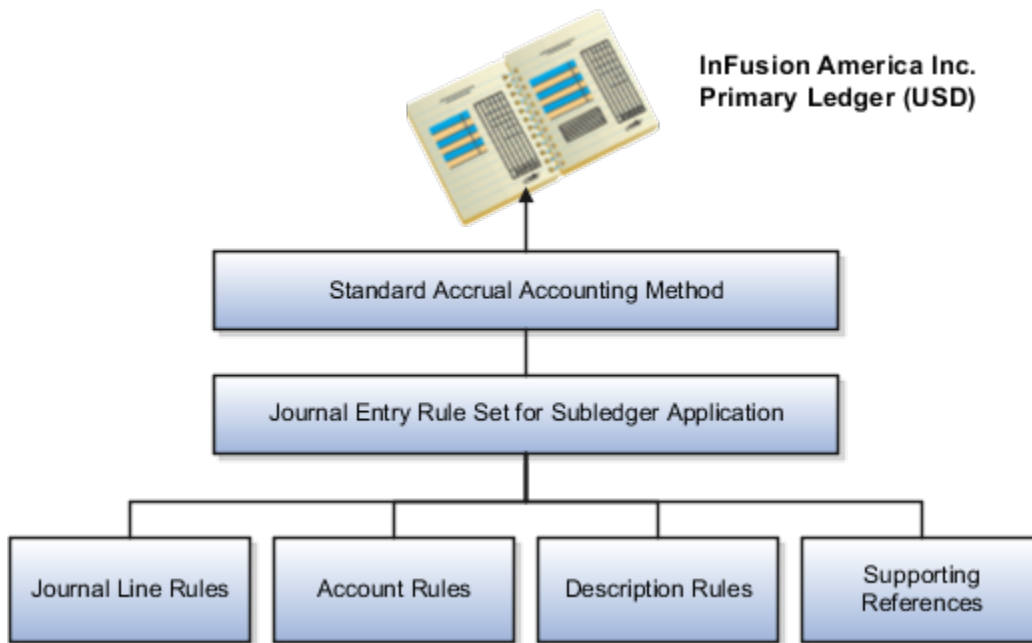 InFusion America Inc.
Primary Ledger (USD)
Standard Accrual Accounting Method
Journal Entry Rule Set for Subledger Application
Journal Line Rules
Account Rules
Description Rules
Supporting
References